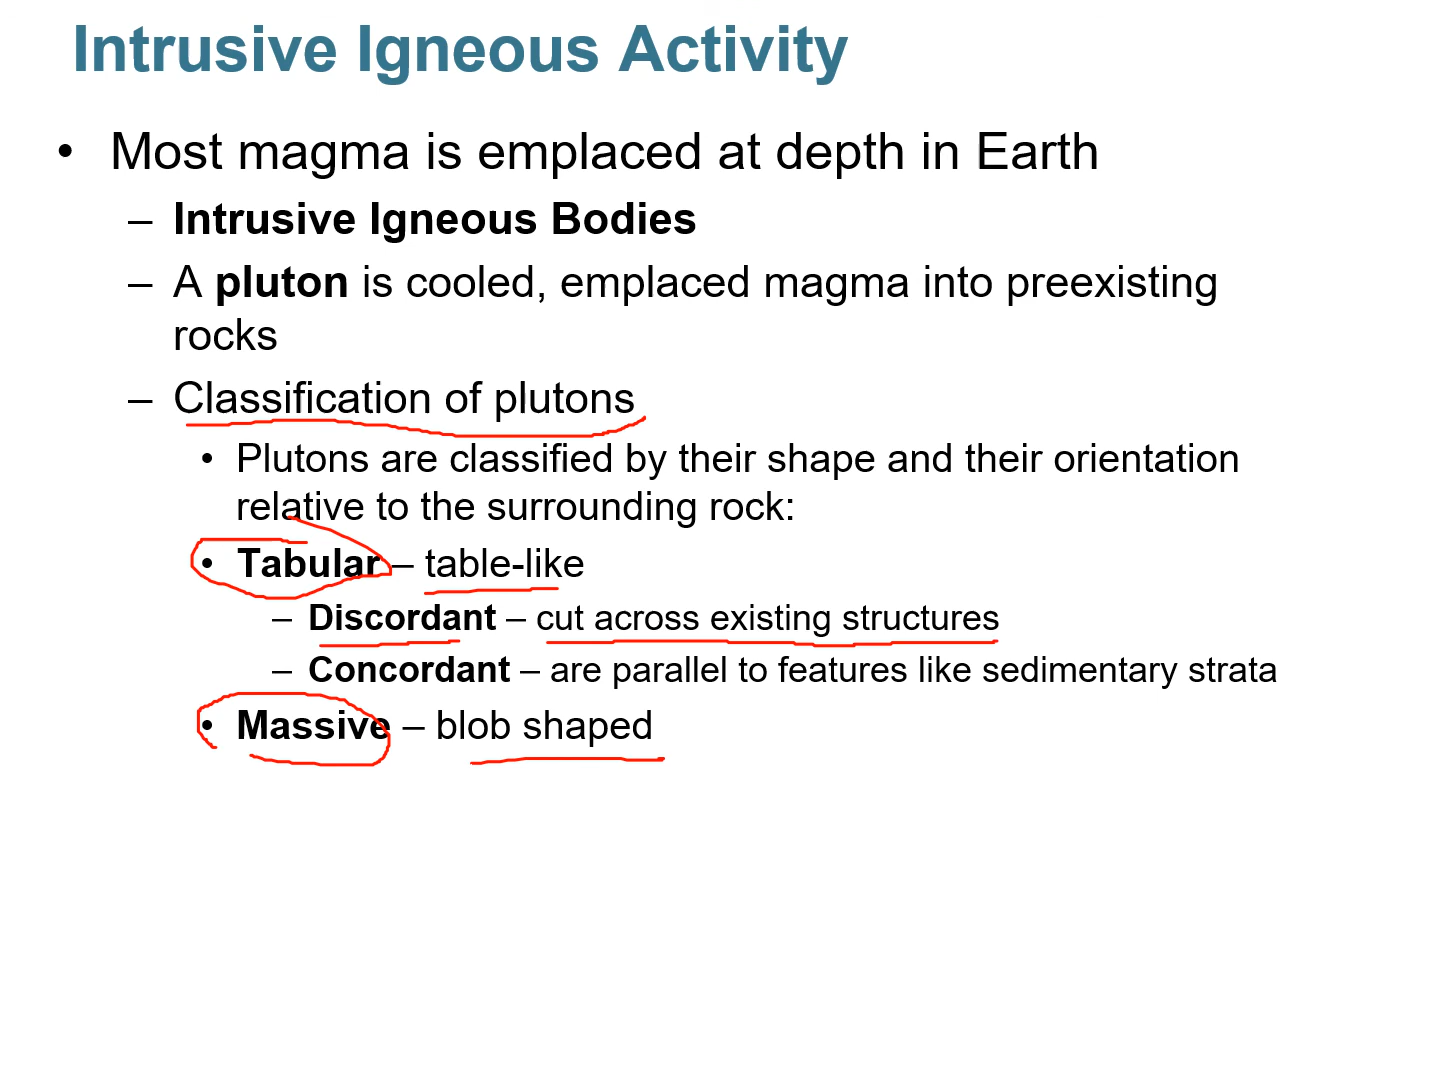 Intrusive Igneous Activity
• Most magma is emplaced at depth in Earth
– Intrusive Igneous Bodies
– A pluton is cooled, emplaced magma into preexisting
rocks
– Classification of plutons
• Plutons are classified by their shape and their orientation
relative to the surrounding rock:
• Tabular – table-like
– Discordant – cut across existing structures
– Concordant – are parallel to features like sedimentary strata
• Massive – blob shaped